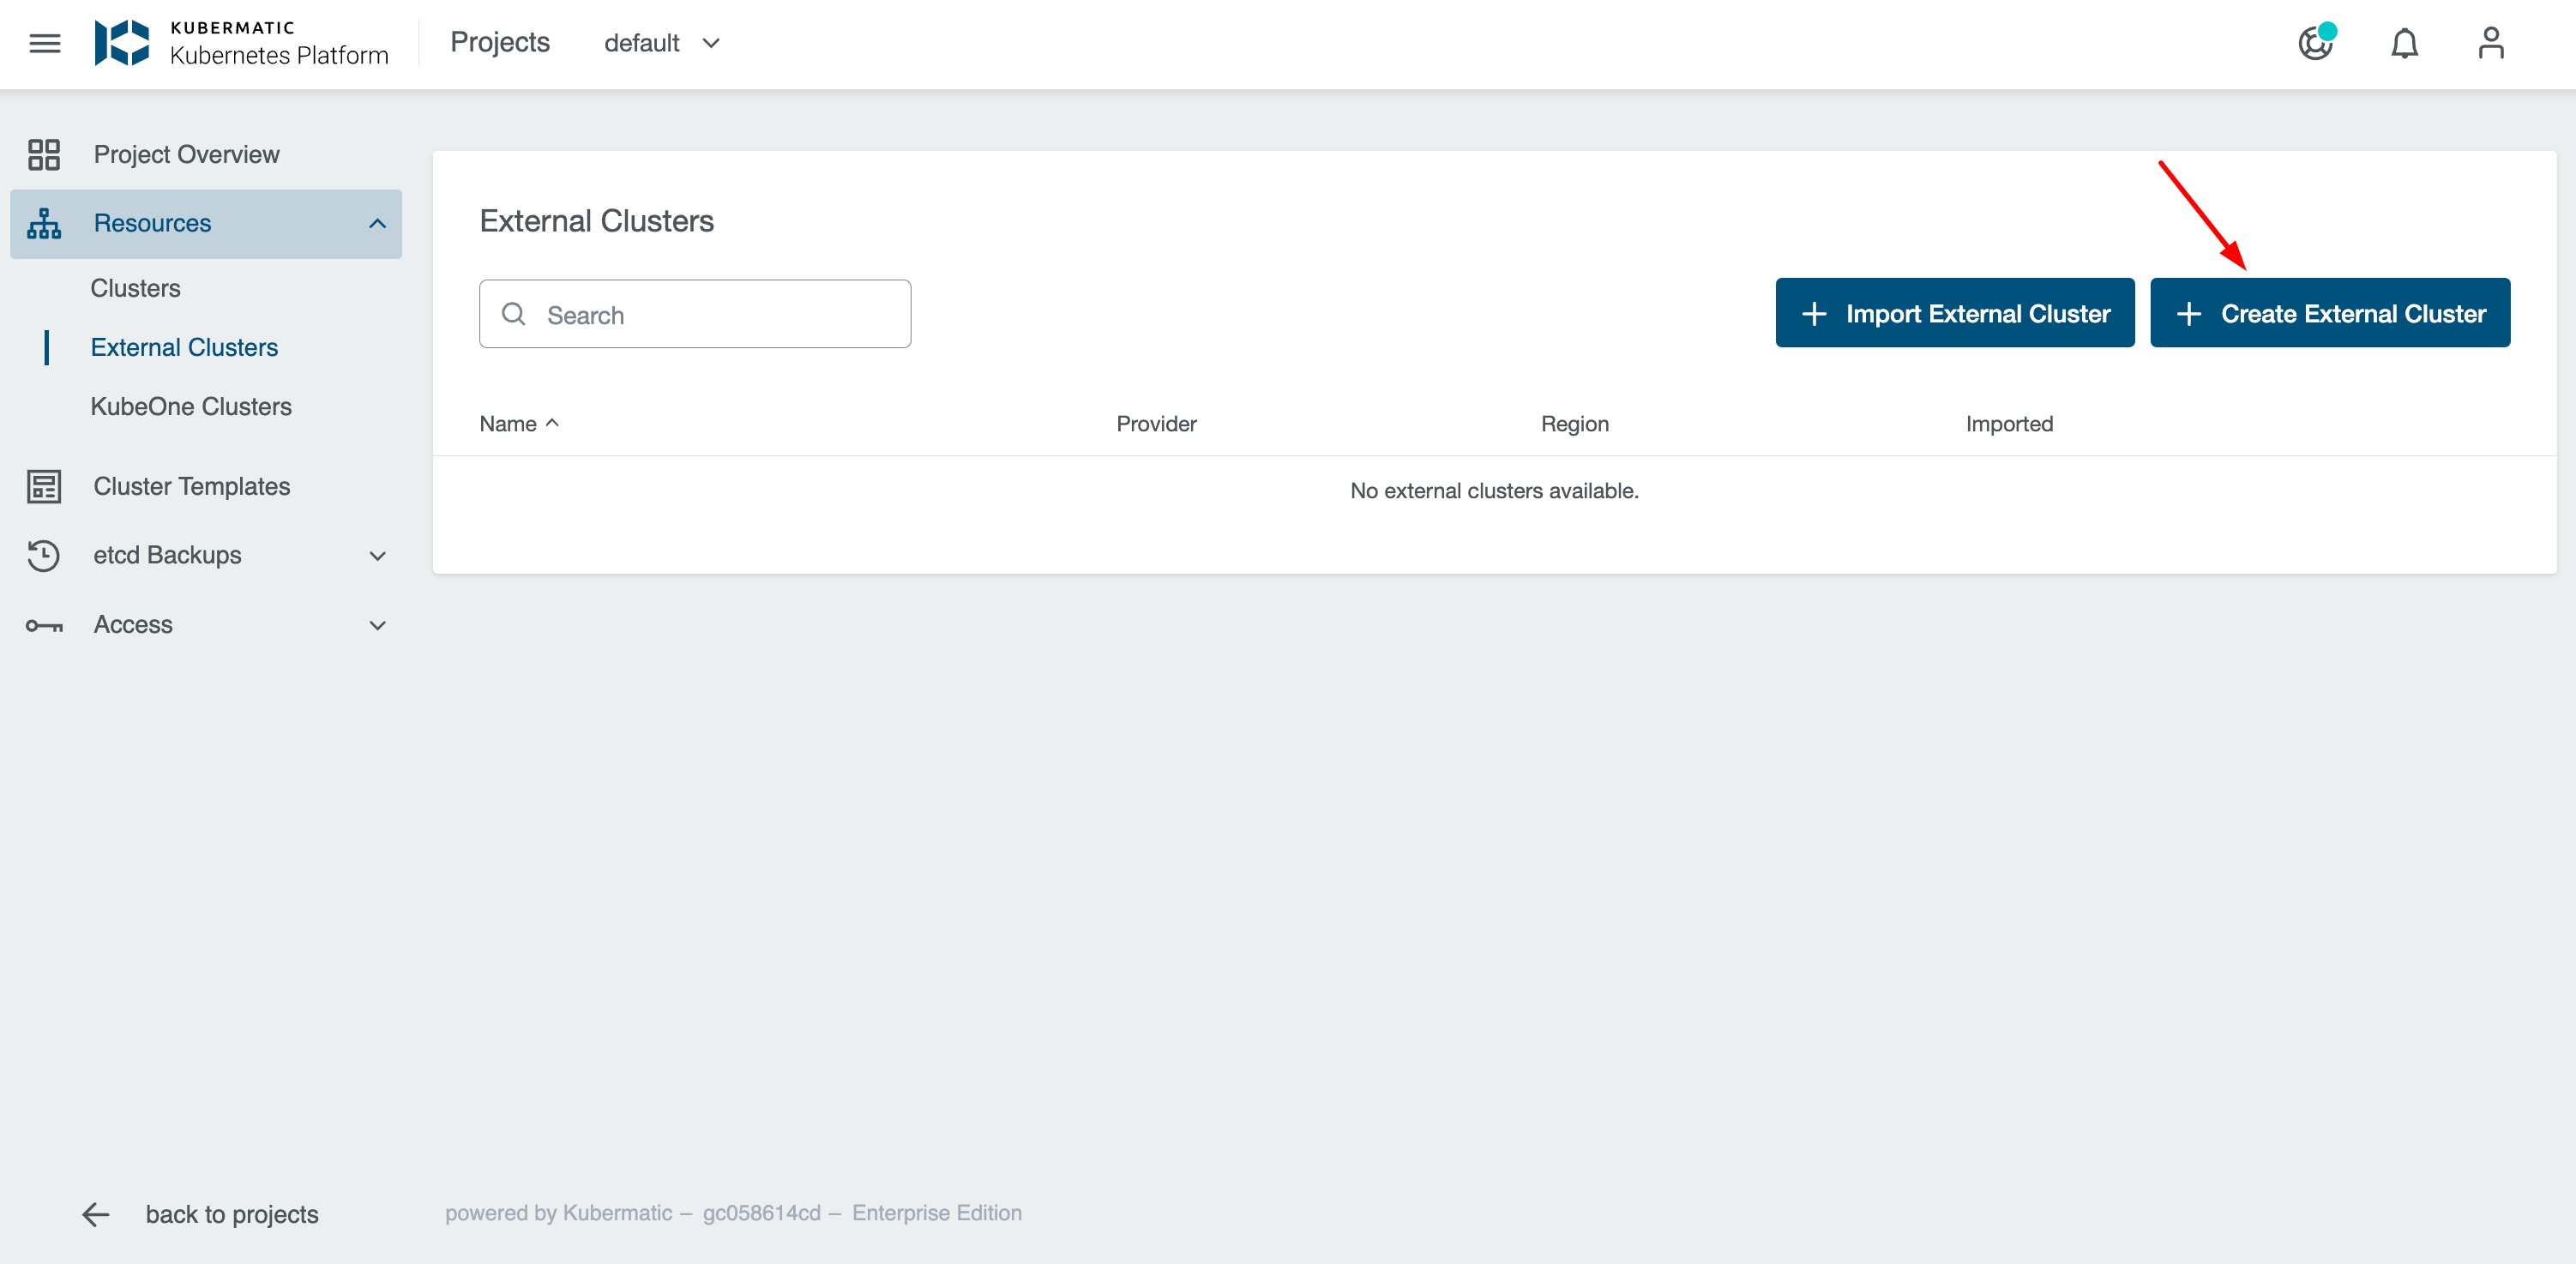 KUBERMATIC
Kubernetes Platform
Projects
default
Project Overview
Resources
Clusters
External Clusters
KubeOne Clusters
Cluster Templates
etcd Backups
Access
External Clusters
Search
Import External Cluster
Create External Cluster
Name Provider Region Imported
No external clusters available.
back to projects
powered by Kubermatic – gc058614cd – Enterprise Edition